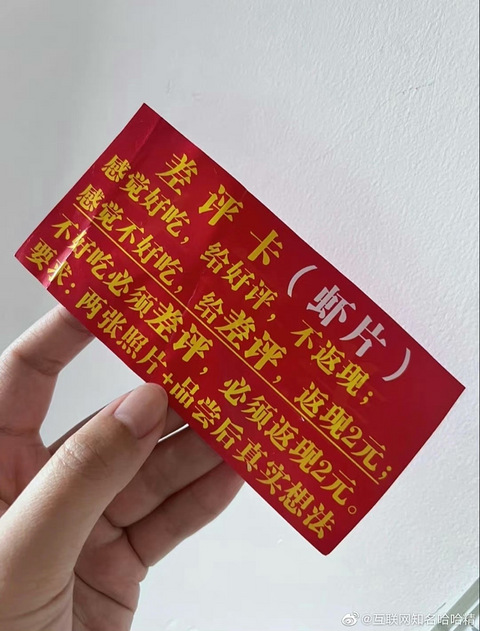 差评卡（虾片）
感觉好吃，给好评，不返现；
感觉不好吃，给差评，返现2元；
不好吃必须差评，必须返现2元。
要求：两张照片+品尝后真实想法
@互联网知名哈哈精